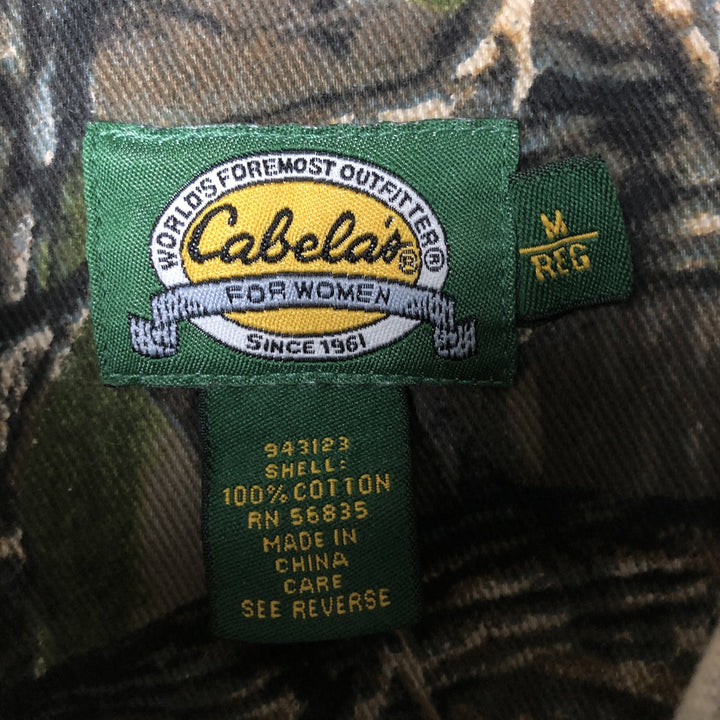 WORLD'S FOREMOST OUTFITTER®
Cabela's®
FOR WOMEN
SINCE 1961
M
REG
943123
SHELL:
100% COTTON
RN 56835
MADE IN
CHINA
CARE
SEE REVERSE